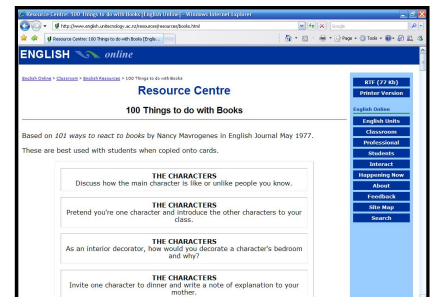 Resource Centre: 100 Things to do with Books [English Online] - Windows Internet Explorer
http://www.english.unitecnology.ac.nz/resources/resources/books.html
Google
Resource Centre: 100 Things to do with Books [Englis...
Page
Tools
ENGLISH online
English Online > Classroom > English Resources > 100 Things to do with Books
Resource Centre
100 Things to do with Books
Based on 101 ways to react to books by Nancy Mavrogenes in English Journal May 1977.
These are best used with students when copied onto cards.
THE CHARACTERS
Discuss how the main character is like or unlike people you know.
THE CHARACTERS
Pretend you're one character and introduce the other characters to your
class.
THE CHARACTERS
As an interior decorator, how would you decorate a character's bedroom
and why?
THE CHARACTERS
Invite one character to dinner and write a note of explanation to your
mother.
RTF (77 Kb)
Printer Version
English Online
English Units
Classroom
Professional
Students
Interact
Happening Now
About
Feedback
Site Map
Search